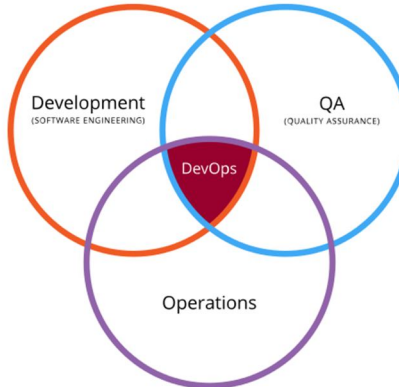 Development
(SOFTWARE ENGINEERING)
QA
(QUALITY ASSURANCE)
DevOps
Operations